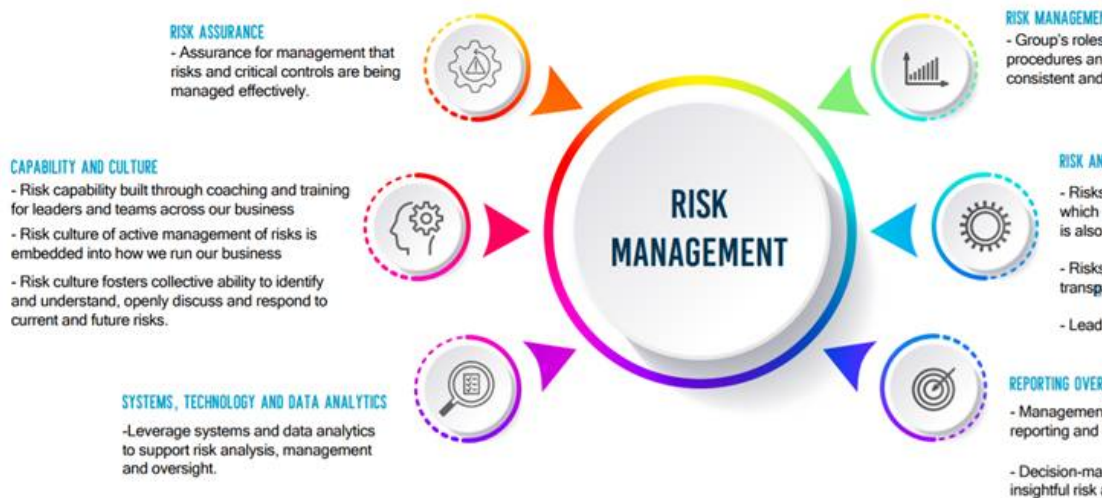 RISK ASSURANCE
- Assurance for management that
risks and critical controls are being
managed effectively.
CAPABILITY AND CULTURE
- Risk capability built through coaching and training
for leaders and teams across our business
- Risk culture of active management of risks is
embedded into how we run our business
- Risk culture fosters collective ability to identify
and understand, openly discuss and respond to
current and future risks.
SYSTEMS, TECHNOLOGY AND DATA ANALYTICS
-Leverage systems and data analytics
to support risk analysis, management
and oversight.
RISK
MANAGEMENT
RISK MANAGEMEN
- Group's roles
procedures an
consistent and
RISK AN
- Risks
which
is also
- Risks
transp
- Lead
REPORTING OVER
- Managemen
reporting and
- Decision-ma
insightful risk